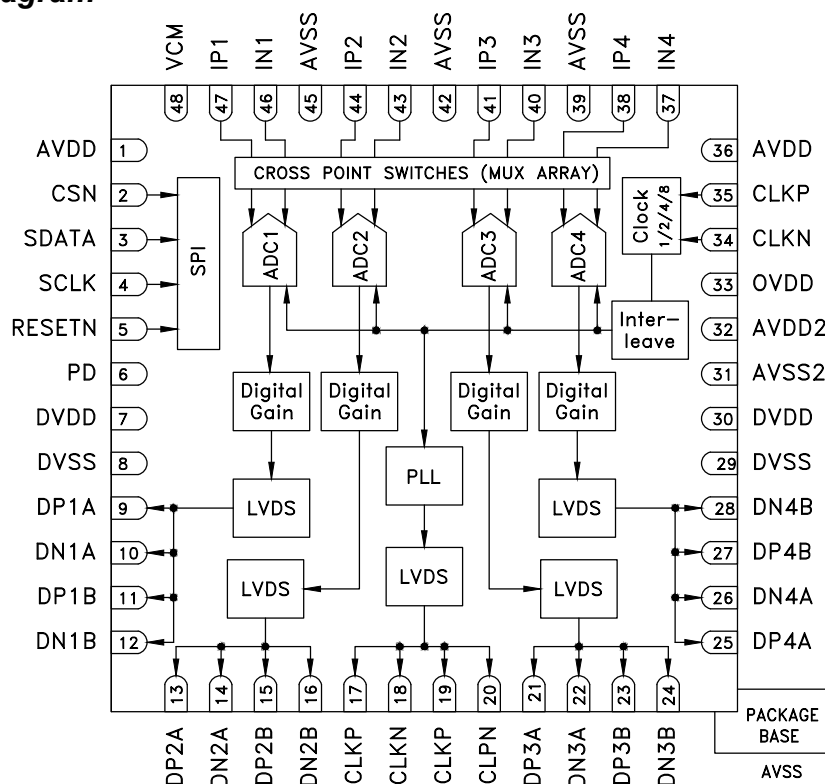 agram
VCM IP1 IN1 AVSS IP2 IN2 AVSS IP3 IN3 AVSS IP4 IN4
48 47 46 45 44 43 42 41 40 39 38 37
CROSS POINT SWITCHES (MUX ARRAY)
AVDD 1
CSN 2
SDATA 3
SCLK 4
RESETN 5
PD 6
DVDD 7
DVSS 8
DP1A 9
DN1A 10
DP1B 11
DN1B 12
SPI
ADC1 ADC2 ADC3 ADC4
Clock
1/2/4/8
Inter-
leave
Digital
Gain
Digital
Gain
Digital
Gain
Digital
Gain
PLL
LVDS
LVDS
LVDS
LVDS
LVDS
36 AVDD
35 CLKP
34 CLKN
33 OVDD
32 AVDD2
31 AVSS2
30 DVDD
29 DVSS
28 DN4B
27 DP4B
26 DN4A
25 DP4A
13 14 15 16 17 18 19 20 21 22 23 24
DP2A DN2A DP2B DN2B CLKP CLKN CLKP CLPN DP3A DN3A DP3B DN3B
PACKAGE
BASE
AVSS